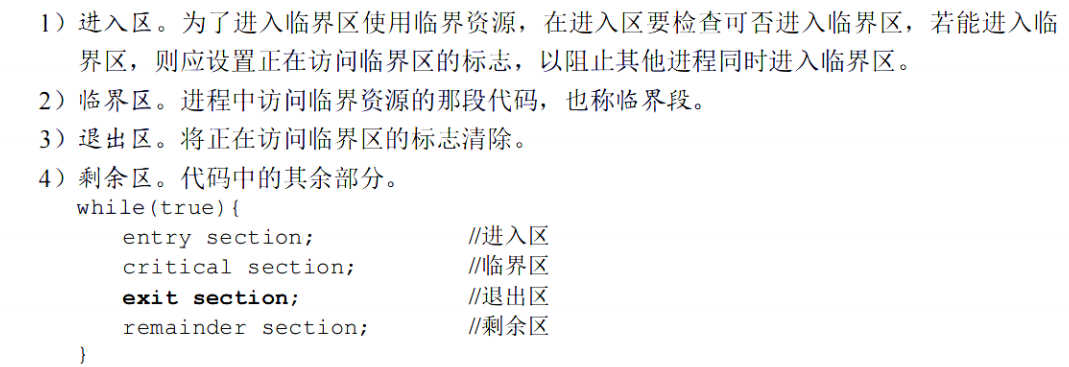 1）进入区。为了进入临界区使用临界资源，在进入区要检查可否进入临界区，若能进入临
界区，则应设置正在访问临界区的标志，以阻止其他进程同时进入临界区。
2）临界区。进程中访问临界资源的那段代码，也称临界段。
3）退出区。将正在访问临界区的标志清除。
4）剩余区。代码中的其余部分。
while(true){
entry section; //进入区
critical section; //临界区
exit section; //退出区
remainder section; //剩余区
}